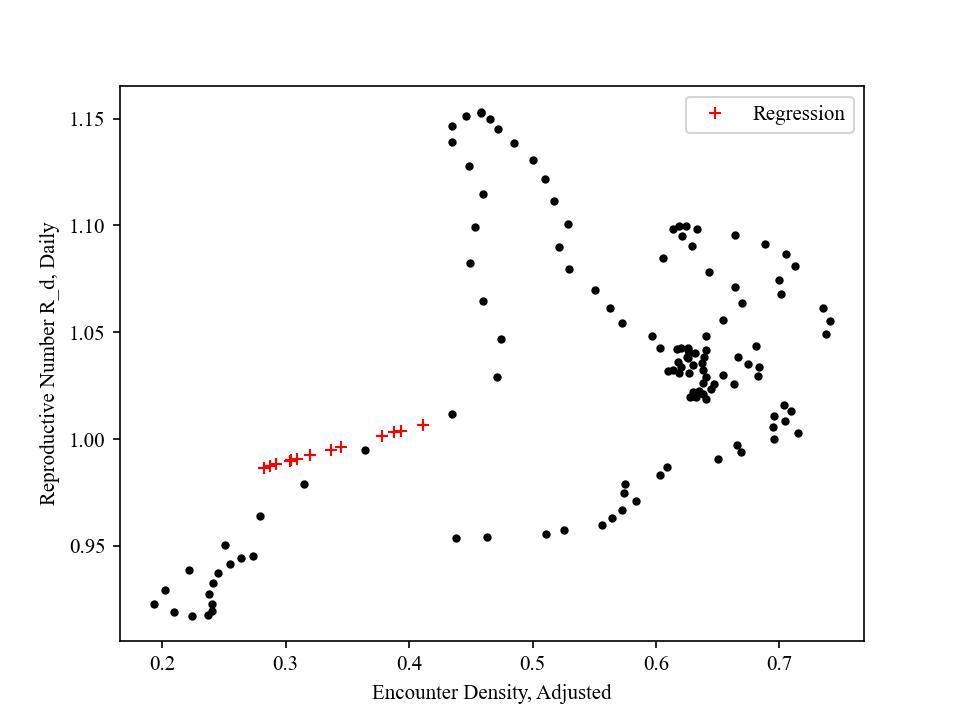 Regression
1.15
1.10
1.05
1.00
0.95
Reproductive Number R_d, Daily
0.2 0.3 0.4 0.5 0.6 0.7
Encounter Density, Adjusted